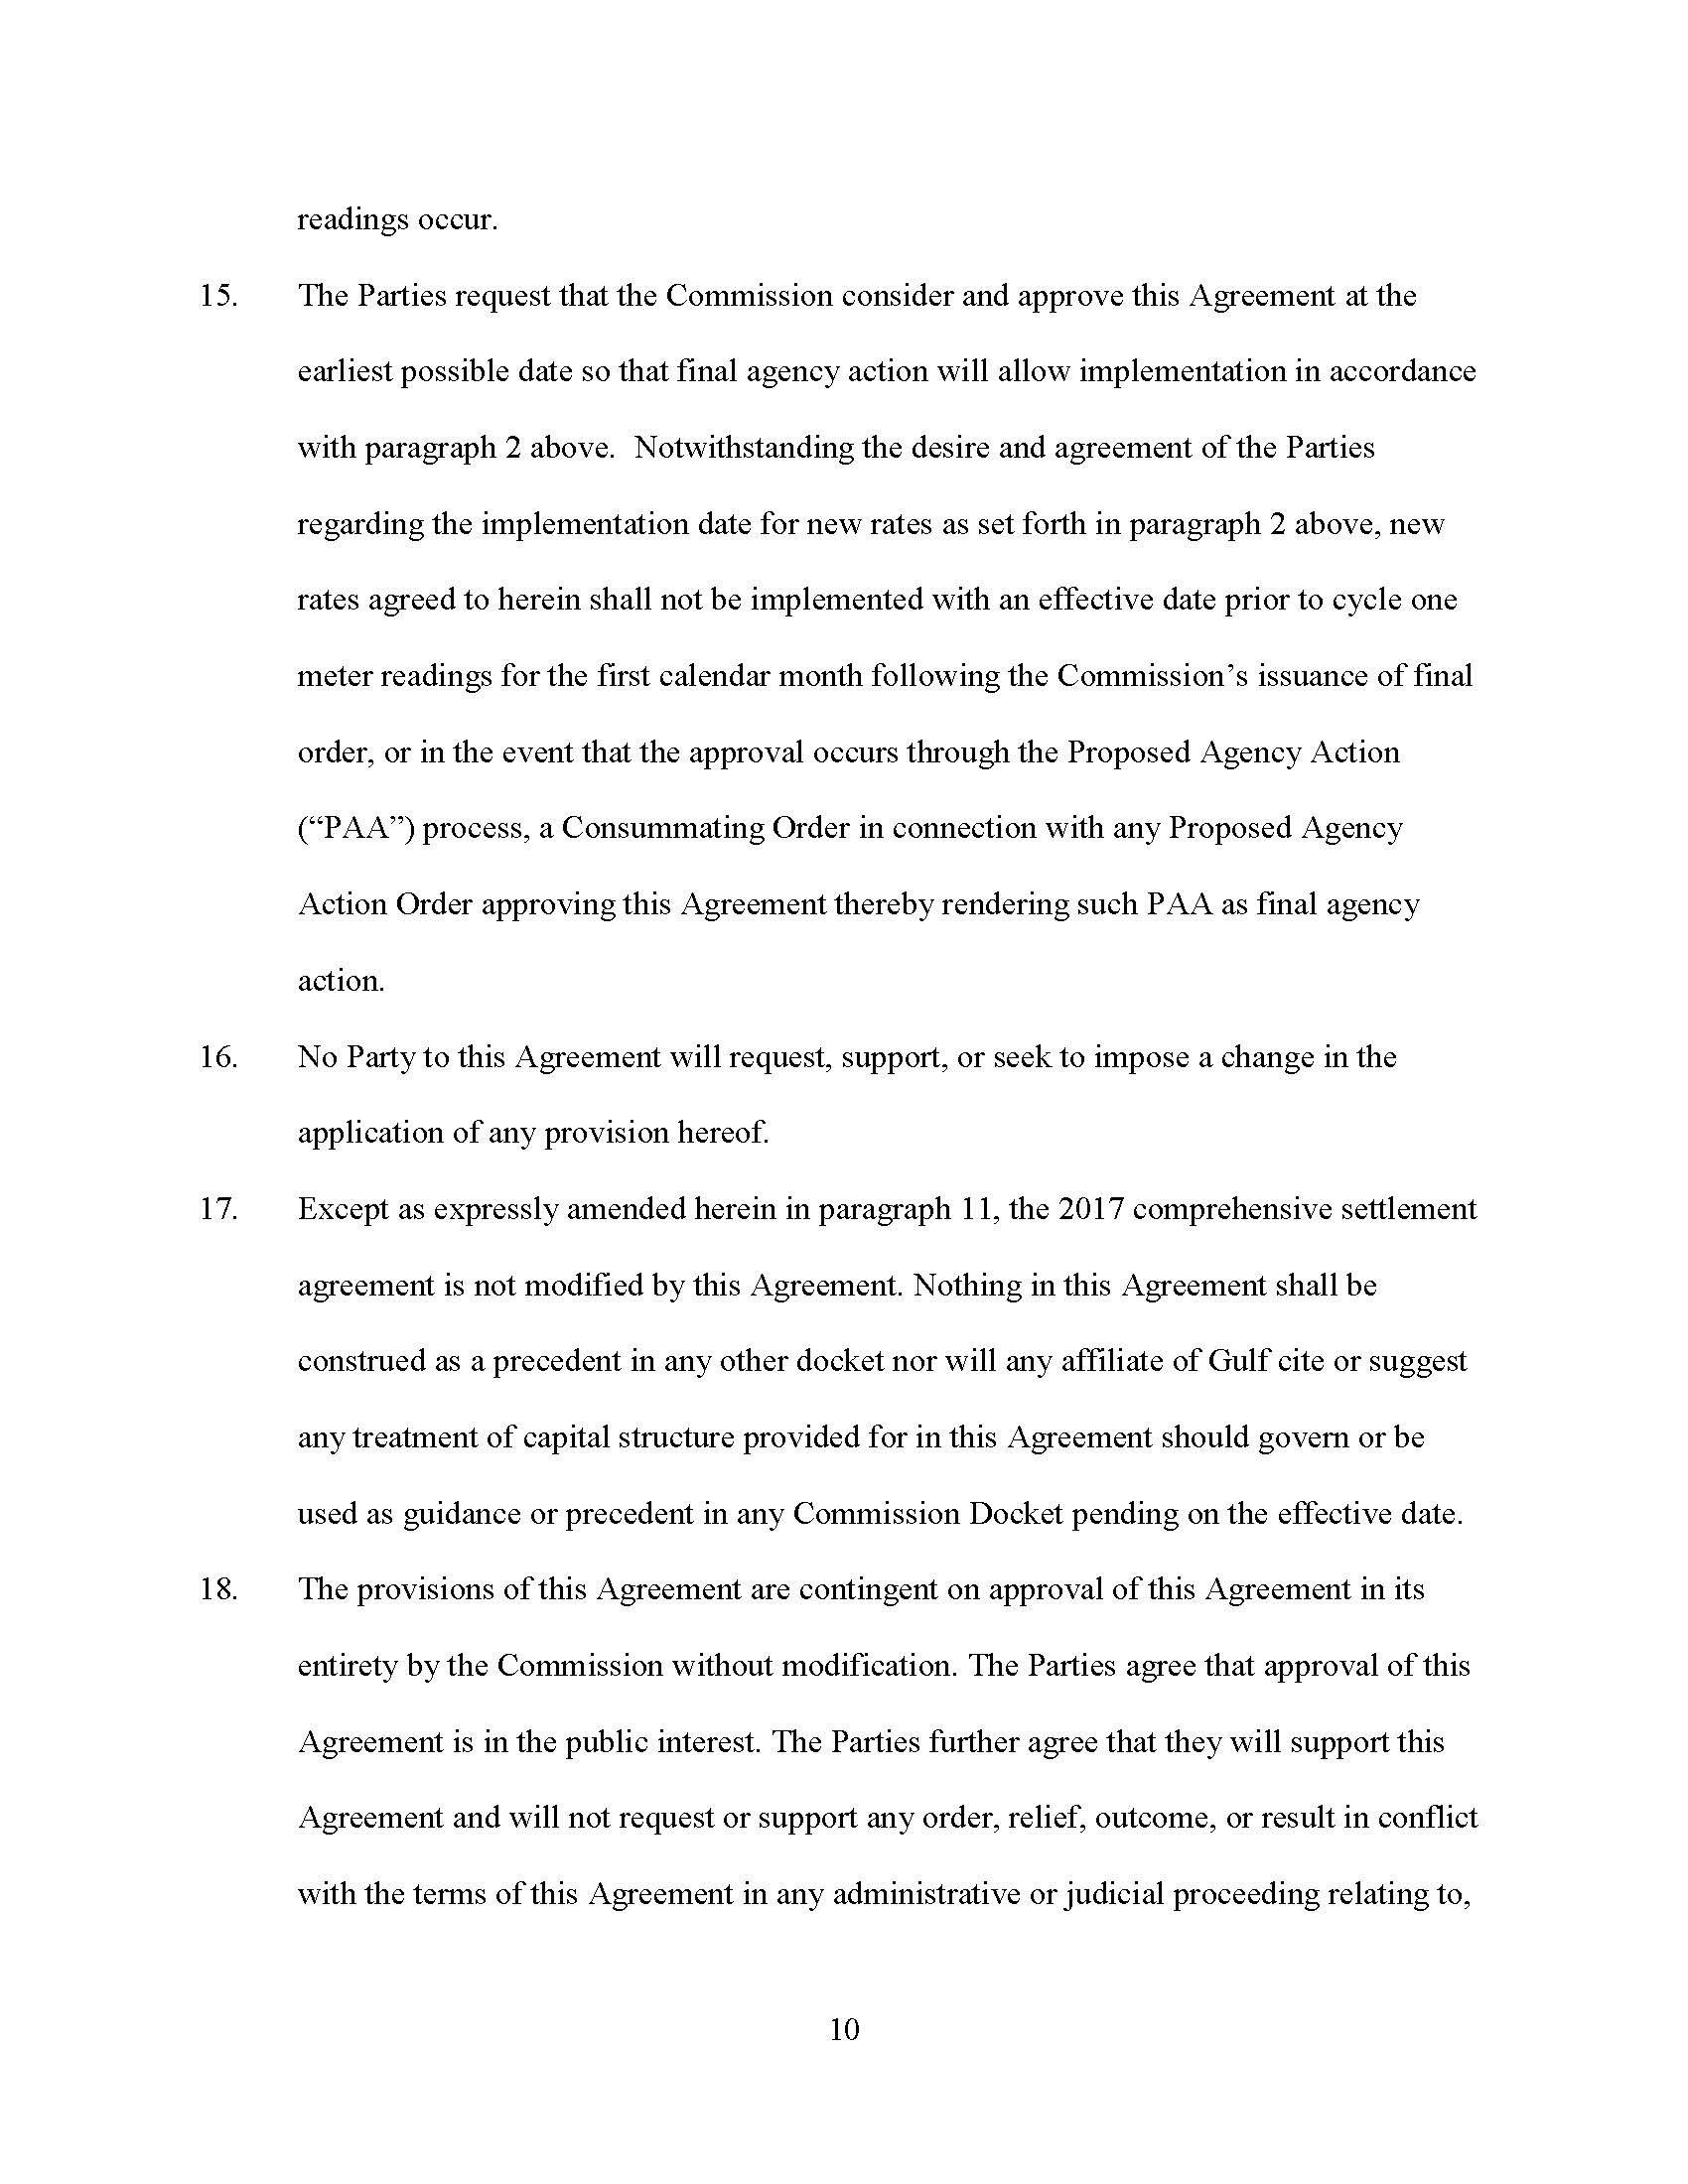 readings occur.
15. The Parties request that the Commission consider and approve this Agreement at the
earliest possible date so that final agency action will allow implementation in accordance
with paragraph 2 above.  Notwithstanding the desire and agreement of the Parties
regarding the implementation date for new rates as set forth in paragraph 2 above, new
rates agreed to herein shall not be implemented with an effective date prior to cycle one
meter readings for the first calendar month following the Commission’s issuance of final
order, or in the event that the approval occurs through the Proposed Agency Action
(“PAA”) process, a Consummating Order in connection with any Proposed Agency
Action Order approving this Agreement thereby rendering such PAA as final agency
action.
16. No Party to this Agreement will request, support, or seek to impose a change in the
application of any provision hereof.
17. Except as expressly amended herein in paragraph 11, the 2017 comprehensive settlement
agreement is not modified by this Agreement. Nothing in this Agreement shall be
construed as a precedent in any other docket nor will any affiliate of Gulf cite or suggest
any treatment of capital structure provided for in this Agreement should govern or be
used as guidance or precedent in any Commission Docket pending on the effective date.
18. The provisions of this Agreement are contingent on approval of this Agreement in its
entirety by the Commission without modification. The Parties agree that approval of this
Agreement is in the public interest. The Parties further agree that they will support this
Agreement and will not request or support any order, relief, outcome, or result in conflict
with the terms of this Agreement in any administrative or judicial proceeding relating to,
10